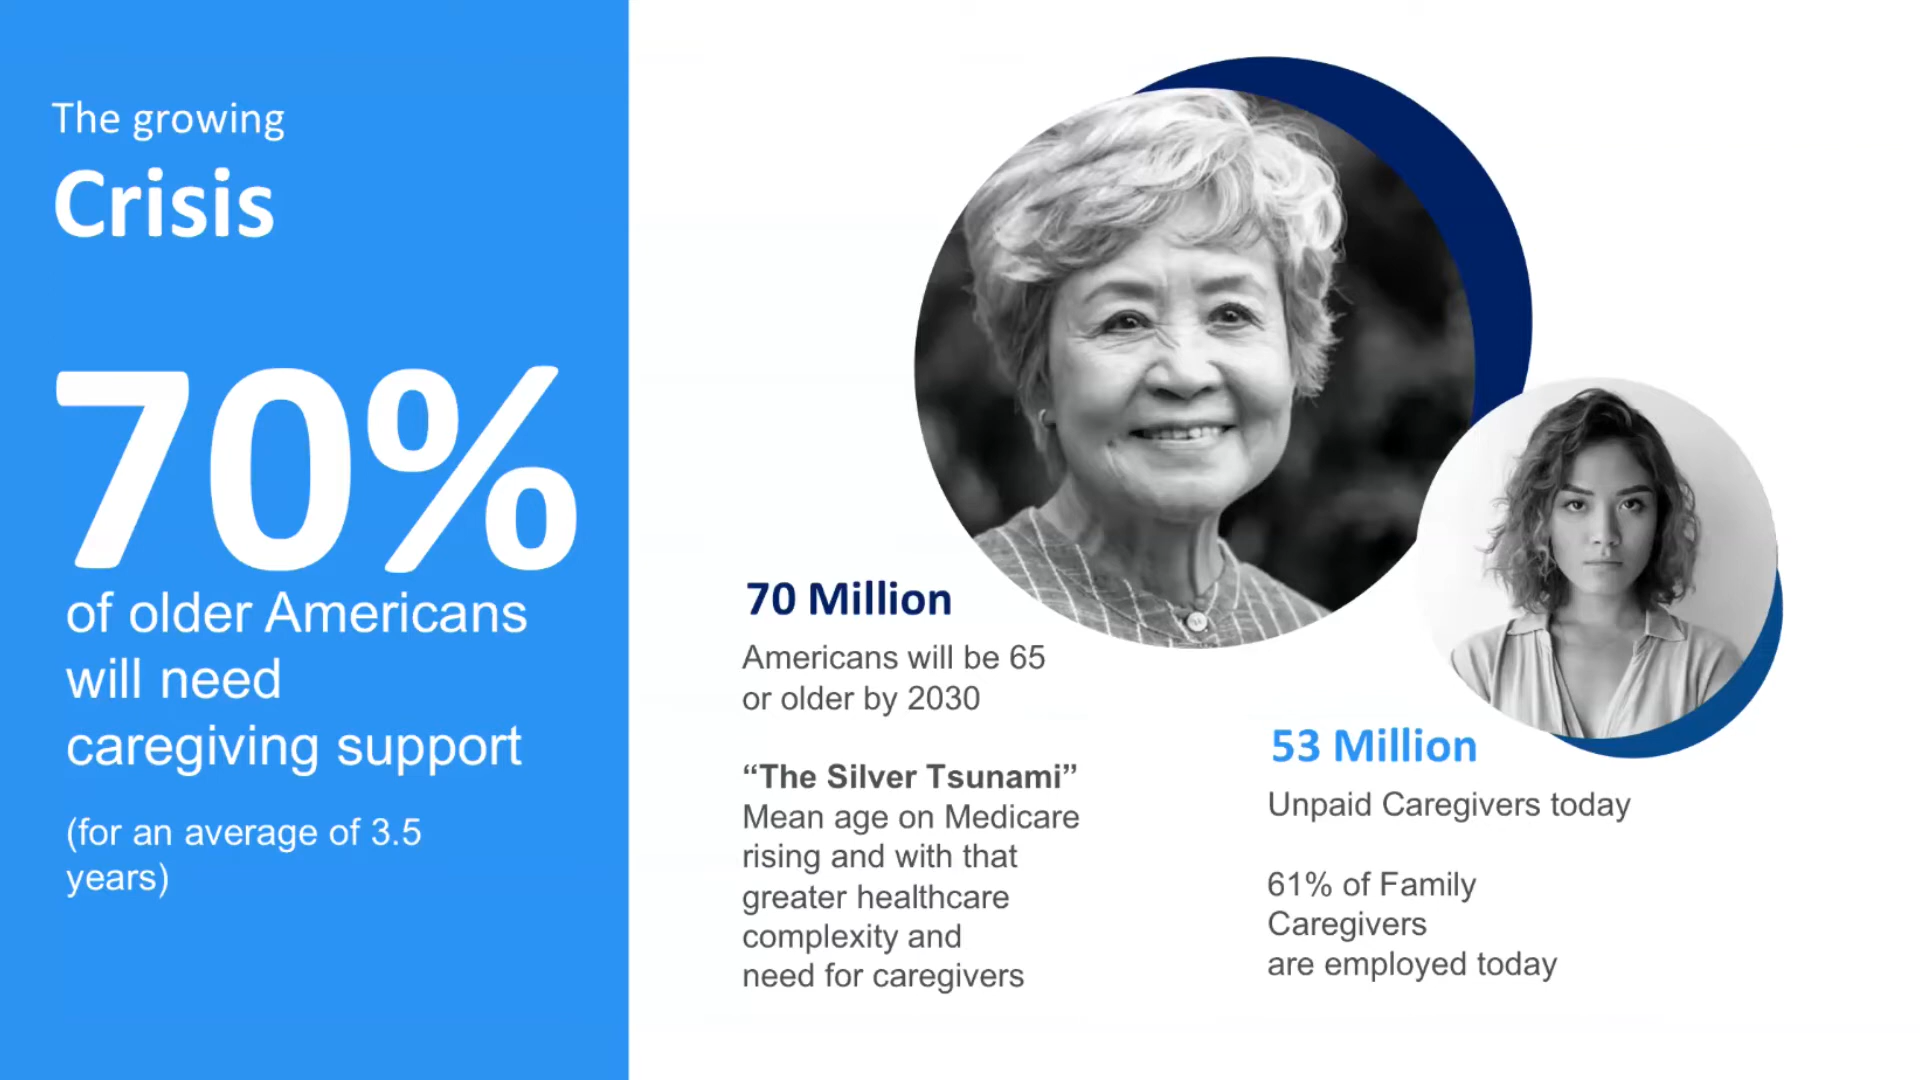 The growing
Crisis
70%
of older Americans
will need
caregiving support
(for an average of 3.5
years)
70 Million
Americans will be 65
or older by 2030
“The Silver Tsunami”
Mean age on Medicare
rising and with that
greater healthcare
complexity and
need for caregivers
53 Million
Unpaid Caregivers today
61% of Family
Caregivers
are employed today